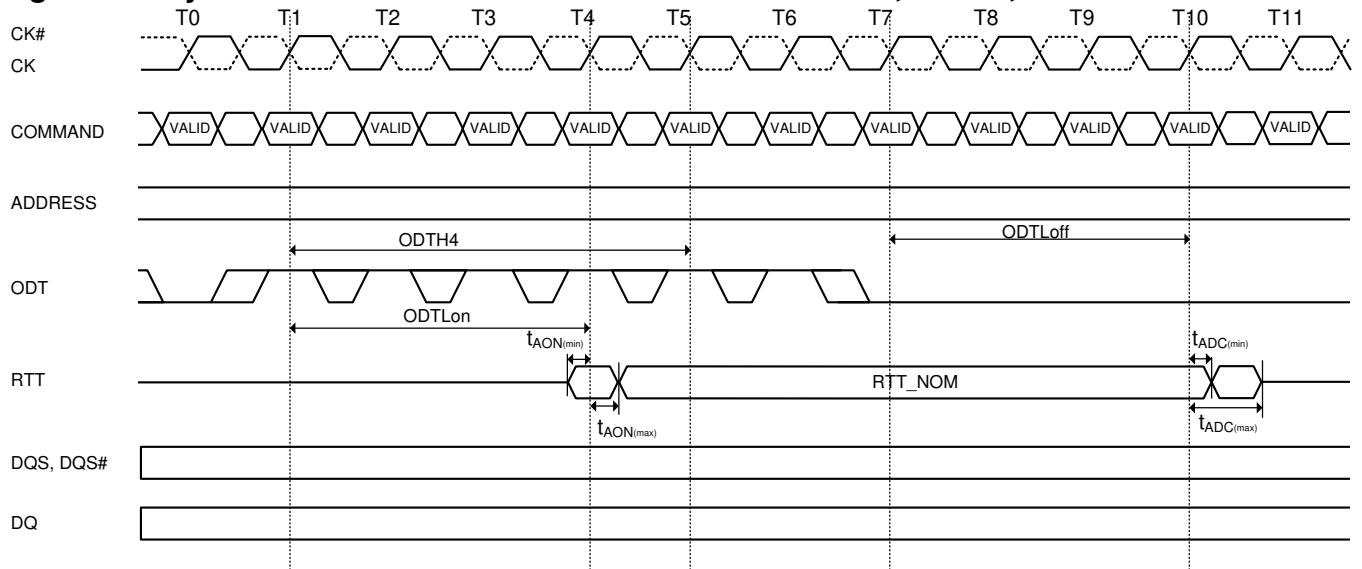 T0 T1 T2 T3 T4 T5 T6 T7 T8 T9 T10 T11
CK#
CK
COMMAND
VALID VALID VALID VALID VALID VALID VALID VALID VALID VALID VALID VALID
ADDRESS
ODTH4
ODTLoff
ODT
ODTLon
tAON(min)
tADC(min)
RTT
RTT_NOM
tAON(max)
tADC(max)
DQS, DQS#
DQ